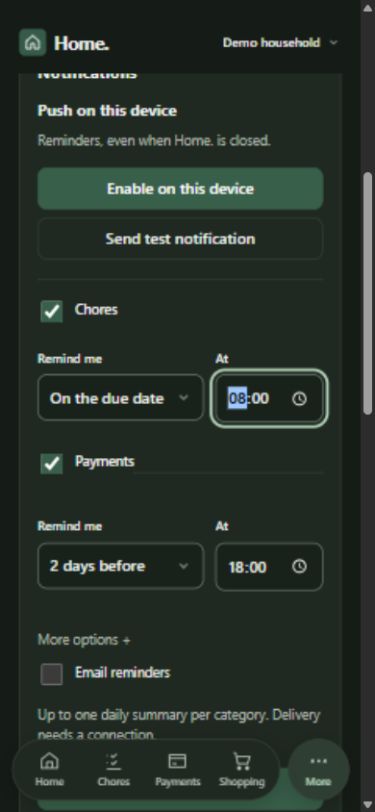 Home.
Demo household
Notifications
Push on this device
Reminders, even when Home. is closed.
Enable on this device
Send test notification
Chores
Remind me
At
On the due date
08:00
Payments
Remind me
At
2 days before
18:00
More options +
Email reminders
Up to one daily summary per category. Delivery
needs a connection.
Home
Chores
Payments
Shopping
More